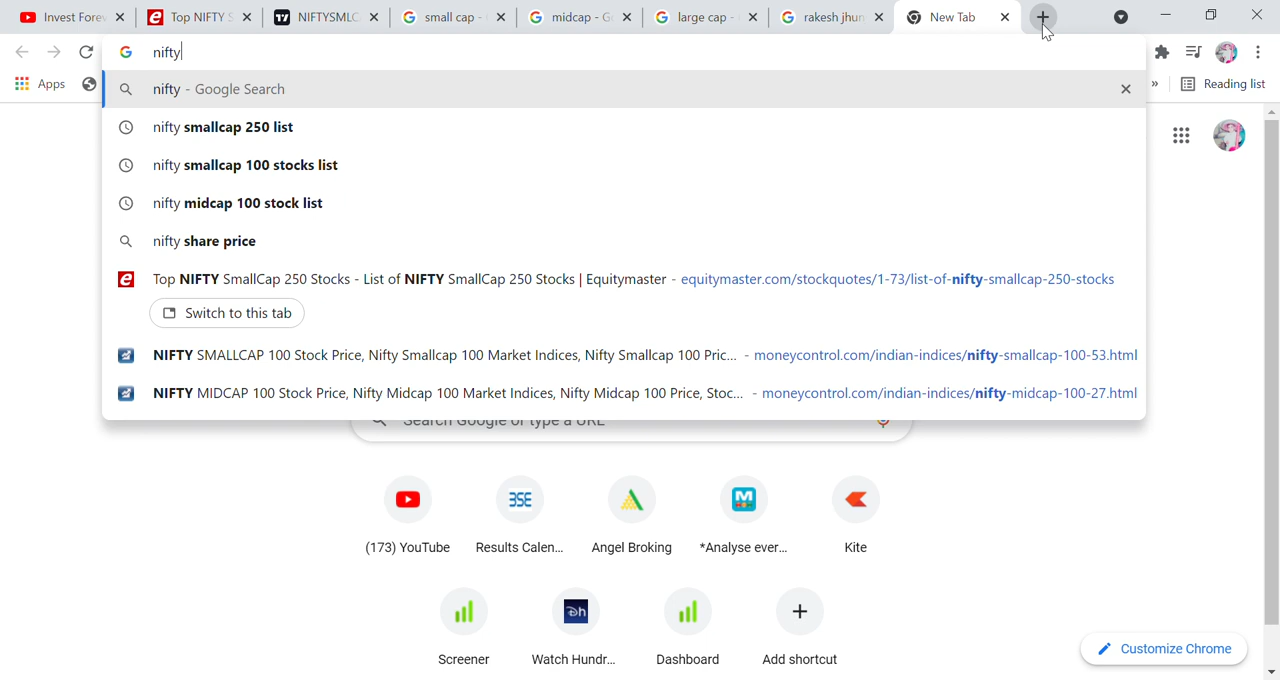 Invest Forev
Top NIFTY S
NIFTYSMLC
small cap -
midcap - G
large cap -
rakesh jhun
New Tab
nifty
Apps
Reading list
nifty - Google Search
nifty smallcap 250 list
nifty smallcap 100 stocks list
nifty midcap 100 stock list
nifty share price
Top NIFTY SmallCap 250 Stocks - List of NIFTY SmallCap 250 Stocks | Equitymaster - equitymaster.com/stockquotes/1-73/list-of-nifty-smallcap-250-stocks
Switch to this tab
NIFTY SMALLCAP 100 Stock Price, Nifty Smallcap 100 Market Indices, Nifty Smallcap 100 Pric... - moneycontrol.com/indian-indices/nifty-smallcap-100-53.html
NIFTY MIDCAP 100 Stock Price, Nifty Midcap 100 Market Indices, Nifty Midcap 100 Price, Stoc... - moneycontrol.com/indian-indices/nifty-midcap-100-27.html
Search Google or type a URL
(173) YouTube
Results Calen...
Angel Broking
*Analyse ever...
Kite
Screener
Watch Hundr...
Dashboard
Add shortcut
Customize Chrome